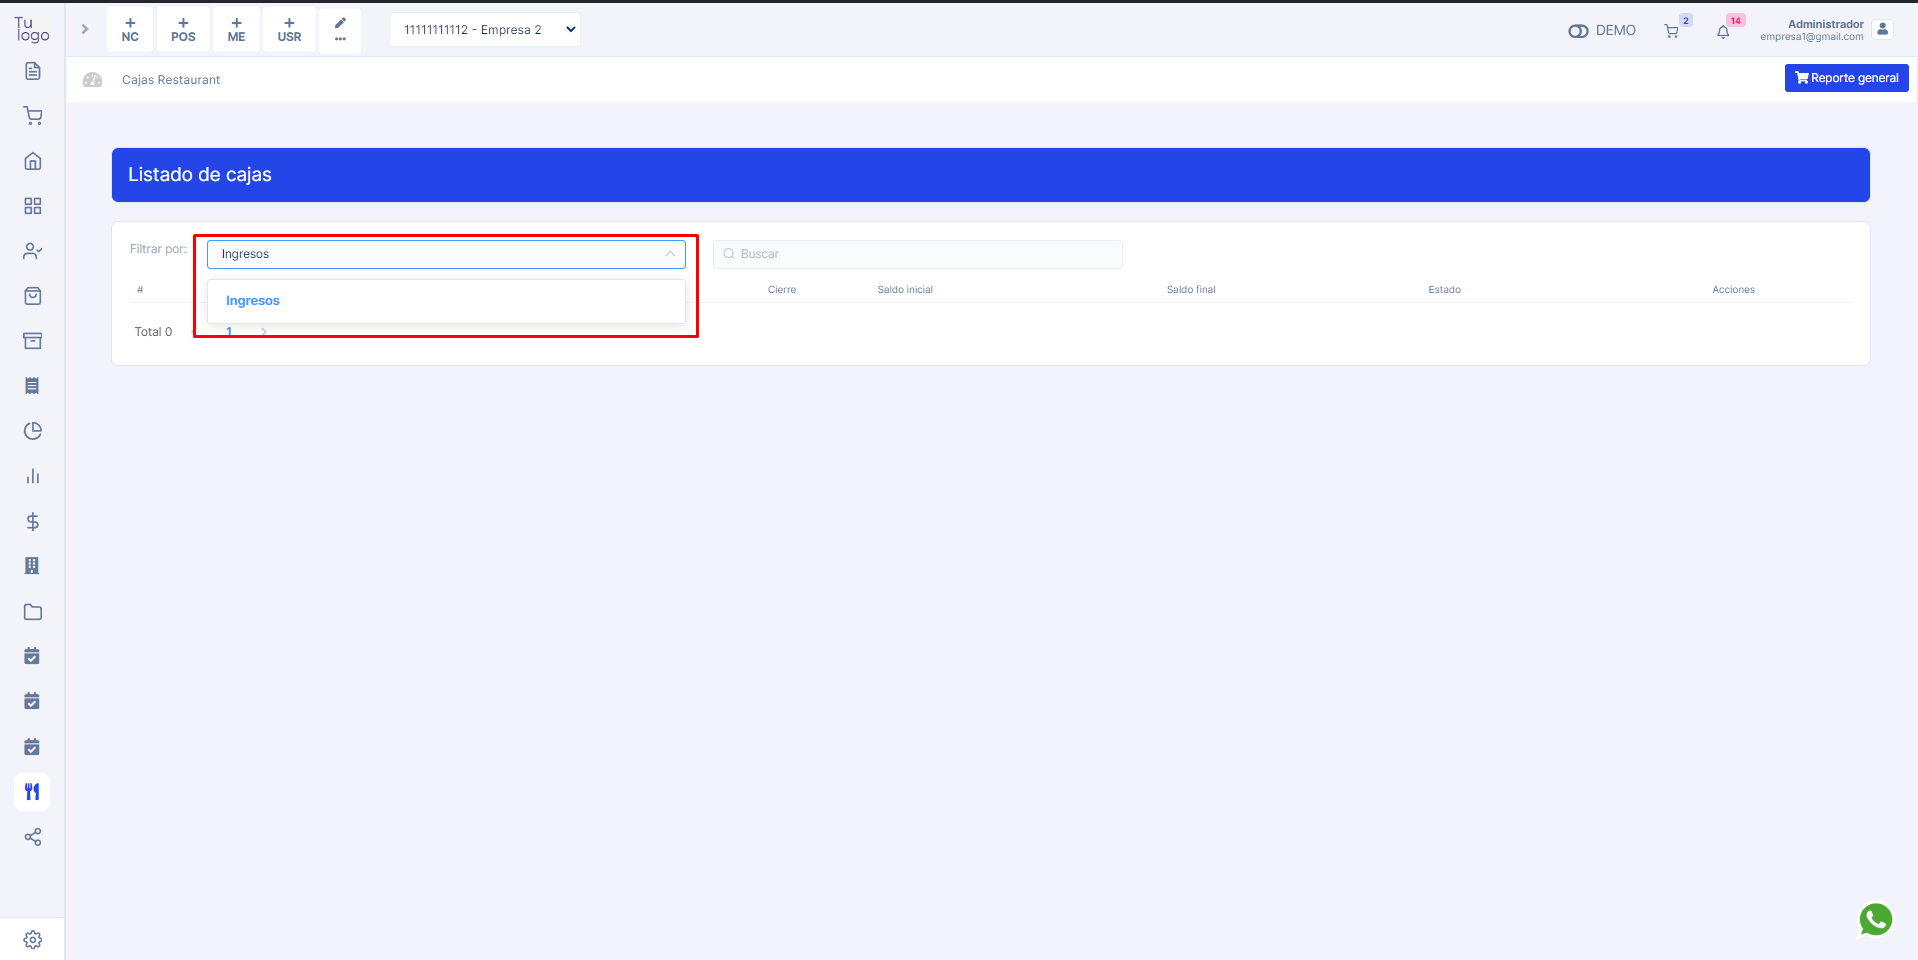 Tu
logo
NC
POS
ME
USR
...
11111111112 - Empresa 2
DEMO
2
14
Administrador
empresa1@gmail.com
Cajas Restaurant
Reporte general
Listado de cajas
Filtrar por:
Ingresos
Buscar
Ingresos
#
Cierre
Saldo inicial
Saldo final
Estado
Acciones
Total 0
1